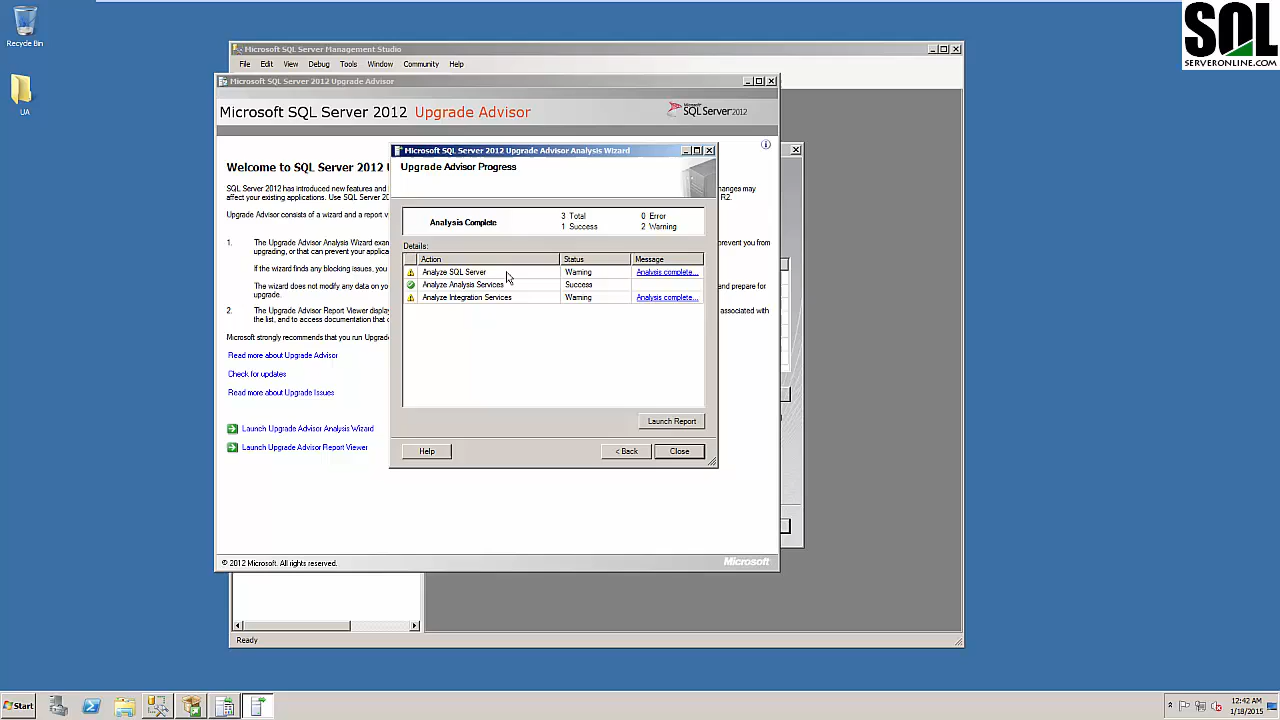 Recycle Bin
UA
SQL
SERVERONLINE.COM
Microsoft SQL Server Management Studio
File Edit View Debug Tools Window Community Help
Microsoft SQL Server 2012 Upgrade Advisor
Microsoft SQL Server 2012 Upgrade Advisor
Microsoft SQL Server 2012
Welcome to SQL Server 2012
SQL Server 2012 has introduced new features and
anges may
affect your existing applications. Use SQL Server 20
R2.
Upgrade Advisor consists of a wizard and a report v
1. The Upgrade Advisor Analysis Wizard exam
prevent you from
upgrading, or that can prevent your applica
If the wizard finds any blocking issues, you
The wizard does not modify any data on you
prepare for
upgrade.
2. The Upgrade Advisor Report Viewer display
associated with
the list, and to access documentation that
Microsoft strongly recommends that you run Upgrade
Read more about Upgrade Advisor
Check for updates
Read more about Upgrade Issues
Launch Upgrade Advisor Analysis Wizard
Launch Upgrade Advisor Report Viewer
Microsoft SQL Server 2012 Upgrade Advisor Analysis Wizard
Upgrade Advisor Progress
Analysis Complete
3 Total 0 Error
1 Success 2 Warning
Details:
Action Status Message
Analyze SQL Server Warning Analysis complete...
Analyze Analysis Services Success
Analyze Integration Services Warning Analysis complete...
Launch Report
Help < Back Close
© 2012 Microsoft. All rights reserved.
Microsoft
Ready
Start
12:42 AM
1/18/2015